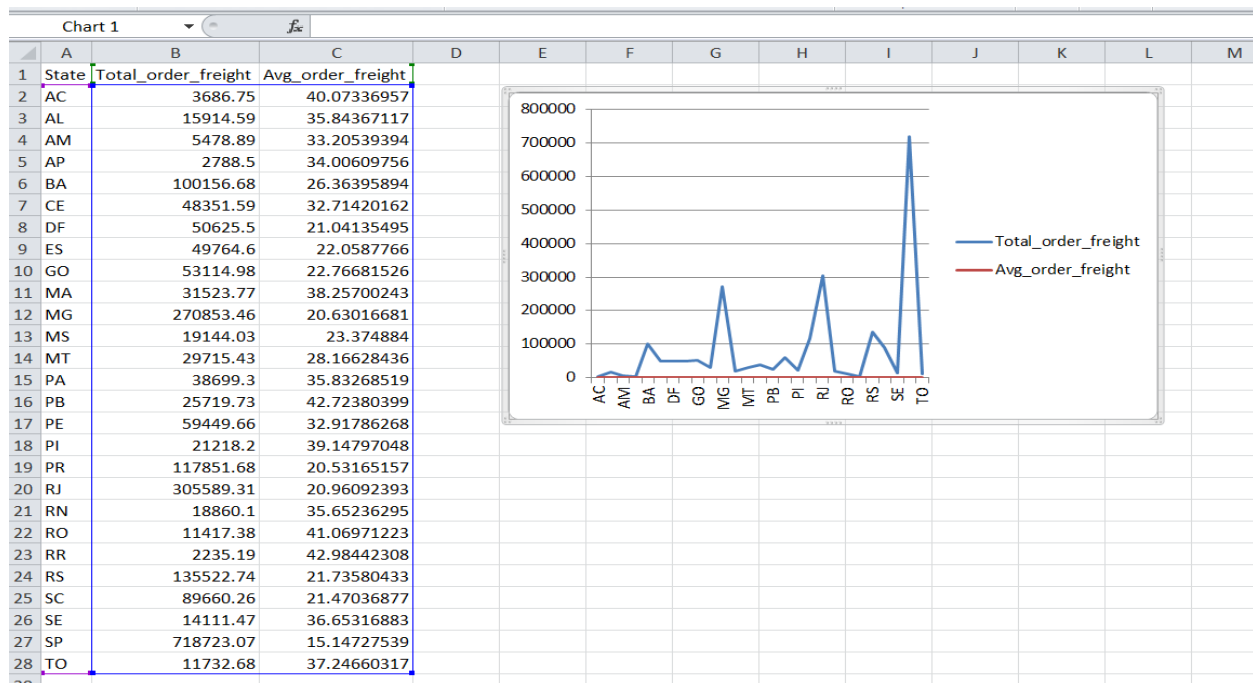 Chart 1 fx
A B C D E F G H I J K L M
1 State Total_order_freight Avg_order_freight
2 AC 3686.75 40.07336957
3 AL 15914.59 35.84367117
4 AM 5478.89 33.20539394
5 AP 2788.5 34.00609756
6 BA 100156.68 26.36395894
7 CE 48351.59 32.71420162
8 DF 50625.5 21.04135495
9 ES 49764.6 22.0587766
10 GO 53114.98 22.76681526
11 MA 31523.77 38.25700243
12 MG 270853.46 20.63016681
13 MS 19144.03 23.374884
14 MT 29715.43 28.16628436
15 PA 38699.3 35.83268519
16 PB 25719.73 42.72380399
17 PE 59449.66 32.91786268
18 PI 21218.2 39.14797048
19 PR 117851.68 20.53165157
20 RJ 305589.31 20.96092393
21 RN 18860.1 35.65236295
22 RO 11417.38 41.06971223
23 RR 2235.19 42.98442308
24 RS 135522.74 21.73580433
25 SC 89660.26 21.47036877
26 SE 14111.47 36.65316883
27 SP 718723.07 15.14727539
28 TO 11732.68 37.24660317
800000
700000
600000
500000
400000
300000
200000
100000
0
AC AM BA DF GO MG MT PB PI RJ RO RS SE TO
Total_order_freight
Avg_order_freight